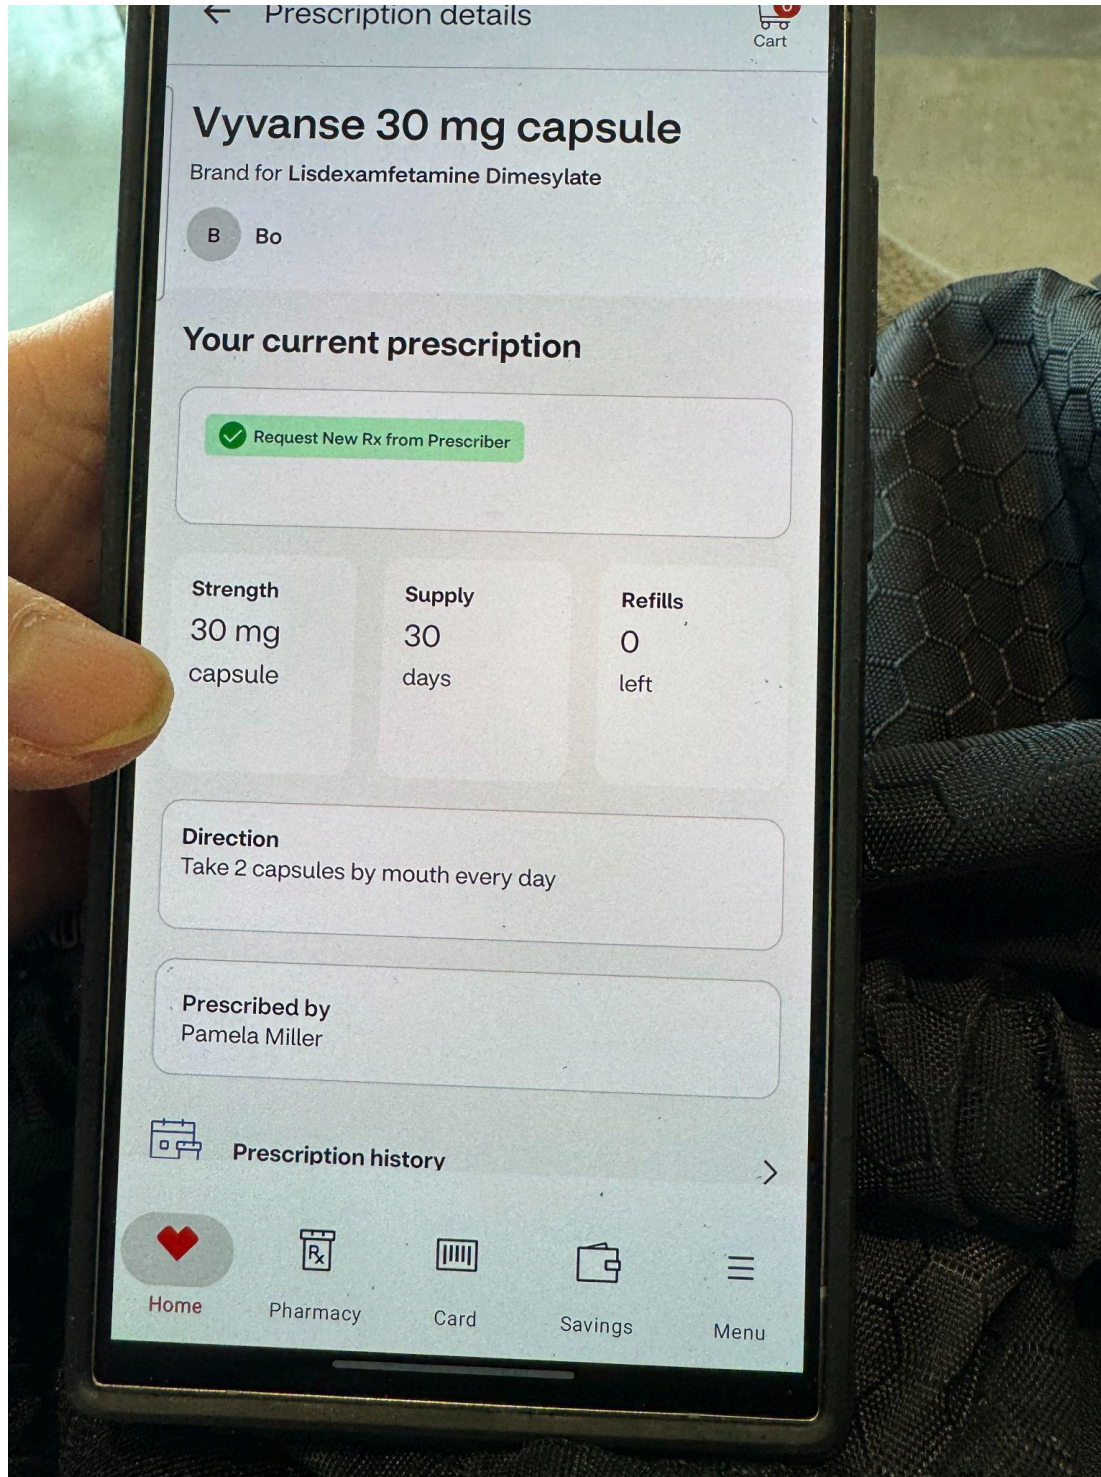 Prescription details
0
Cart
Vyvanse 30 mg capsule
Brand for Lisdexamfetamine Dimesylate
B Bo
Your current prescription
Request New Rx from Prescriber
Strength
30 mg
capsule
Supply
30
days
Refills
0
left
Direction
Take 2 capsules by mouth every day
Prescribed by
Pamela Miller
Prescription history
Rx
Home
Pharmacy
Card
Savings
Menu